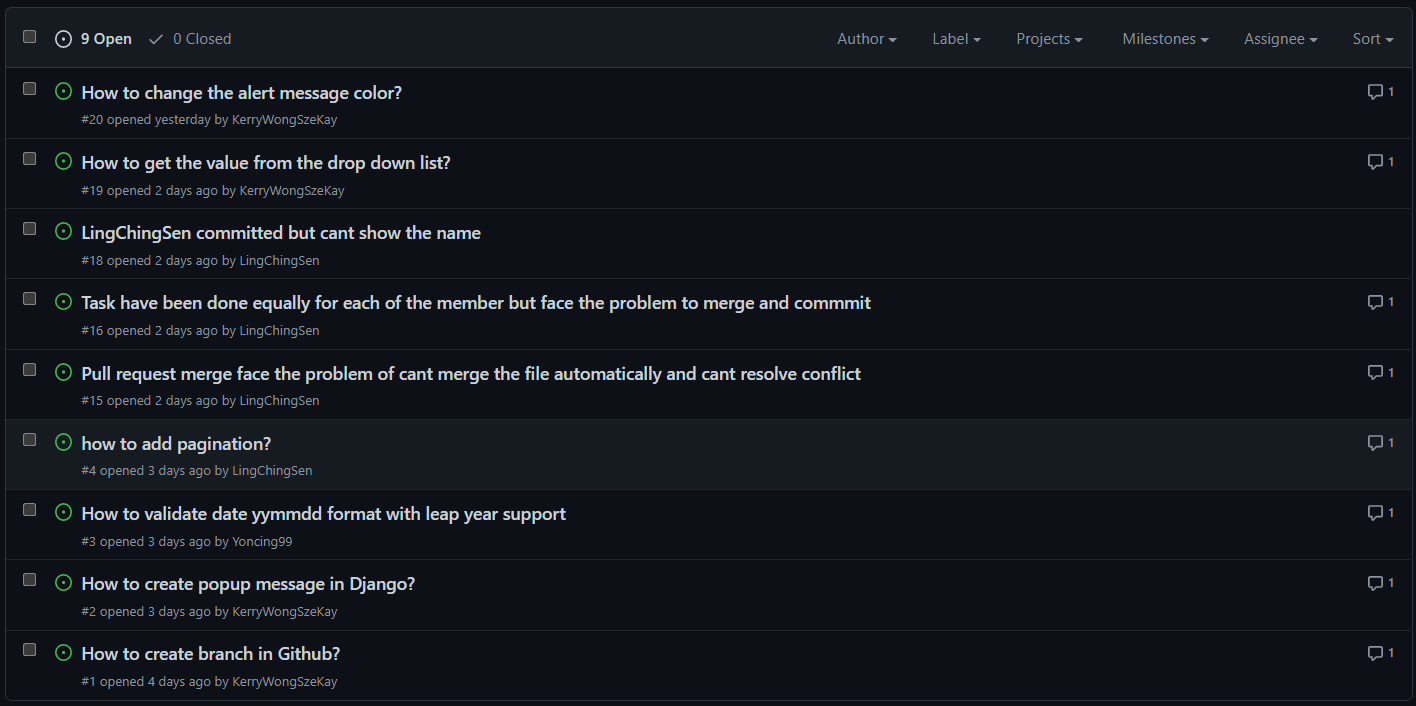 9 Open 0 Closed Author Label Projects Milestones Assignee Sort
How to change the alert message color? 1
#20 opened yesterday by KerryWongSzeKay
How to get the value from the drop down list? 1
#19 opened 2 days ago by KerryWongSzeKay
LingChingSen committed but cant show the name
#18 opened 2 days ago by LingChingSen
Task have been done equally for each of the member but face the problem to merge and commmit 1
#16 opened 2 days ago by LingChingSen
Pull request merge face the problem of cant merge the file automatically and cant resolve conflict 1
#15 opened 2 days ago by LingChingSen
how to add pagination? 1
#4 opened 3 days ago by LingChingSen
How to validate date yymmdd format with leap year support 1
#3 opened 3 days ago by Yoncing99
How to create popup message in Django? 1
#2 opened 3 days ago by KerryWongSzeKay
How to create branch in Github? 1
#1 opened 4 days ago by KerryWongSzeKay